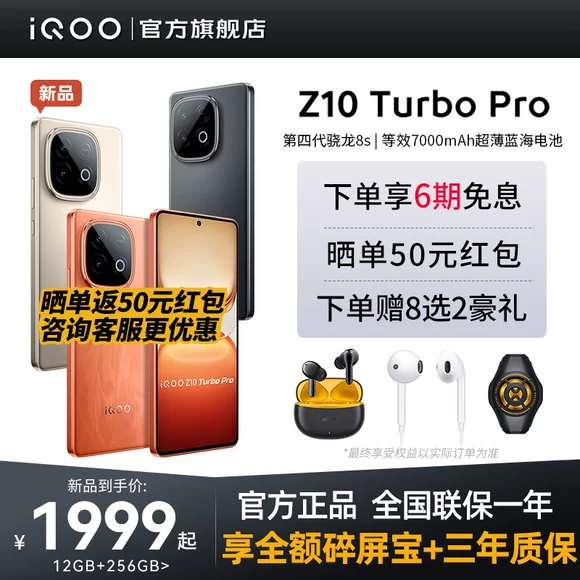 iQOO | 官方旗舰店
新品
Z10 Turbo Pro
第四代骁龙8s | 等效7000mAh超薄蓝海电池
下单享6期免息
晒单50元红包
下单赠8选2豪礼
晒单返50元红包
咨询客服更优惠
iQOO Z10 Turbo Pro
iQOO
*最终享受权益以实际订单为准
新品到手价:
¥1999起
12GB+256GB>
官方正品 全国联保一年
享全额碎屏宝+三年质保